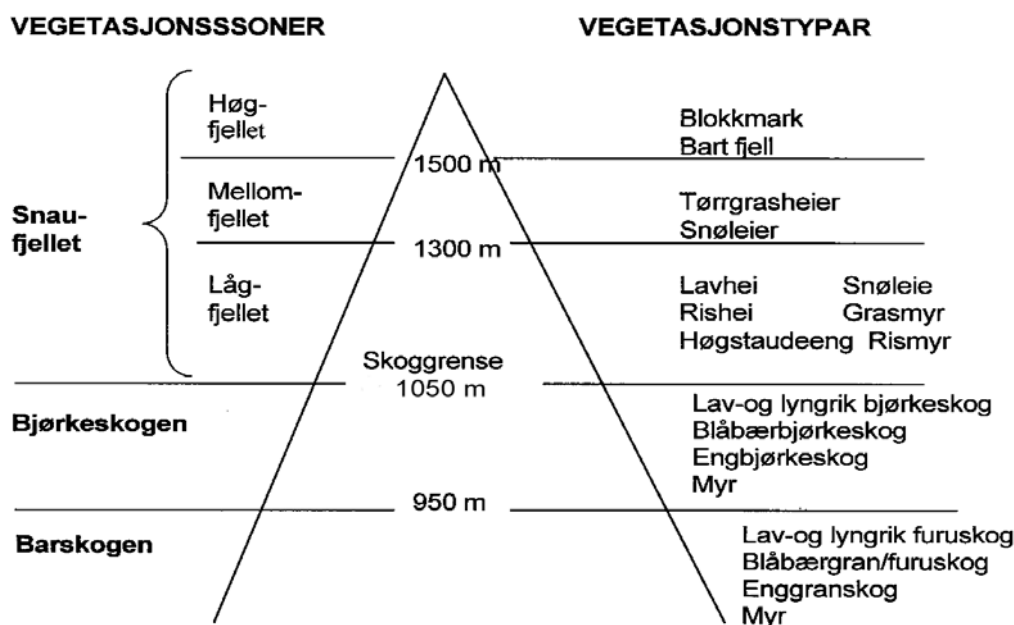 VEGETASJONSSSONER
VEGETASJONSTYPAR
Høg-
fjellet
Blokkmark
Bart fjell
1500 m
Snau-
fjellet
Mellom-
fjellet
Tørrgrasheier
Snøleier
1300 m
Låg-
fjellet
Lavhei Snøleie
Rishei Grasmyr
Høgstaudeeng Rismyr
Skoggrense
1050 m
Bjørkeskogen
Lav-og lyngrik bjørkeskog
Blåbærbjørkeskog
Engbjørkeskog
Myr
950 m
Barskogen
Lav-og lyngrik furuskog
Blåbærgran/furuskog
Enggranskog
Myr